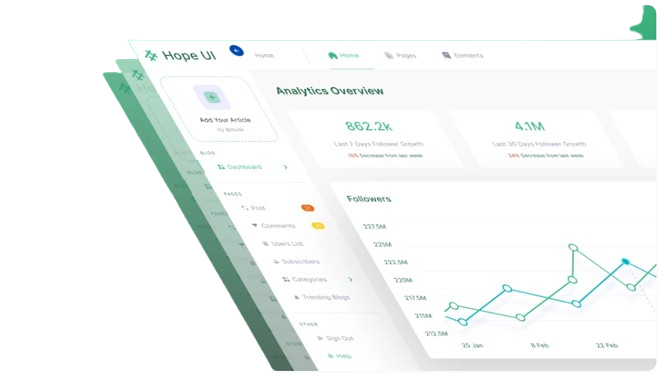 Hope UI
Home
Home
Pages
Elements
Add Your Article
Analytics Overview
862.2k
Last 7 Days Follower Growth
Decrease from last week
4.1M
Last 30 Days Follower Growth
24% Decrease from last week
BLOG
Dashboard
PAGES
Post
Comments
Users List
Subscribers
Categories
Trending Blogs
OTHER
Sign Out
Help
Followers
227.5M
225M
222.5M
220M
217.5M
215M
212.5M
25 Jan
8 Feb
22 Feb